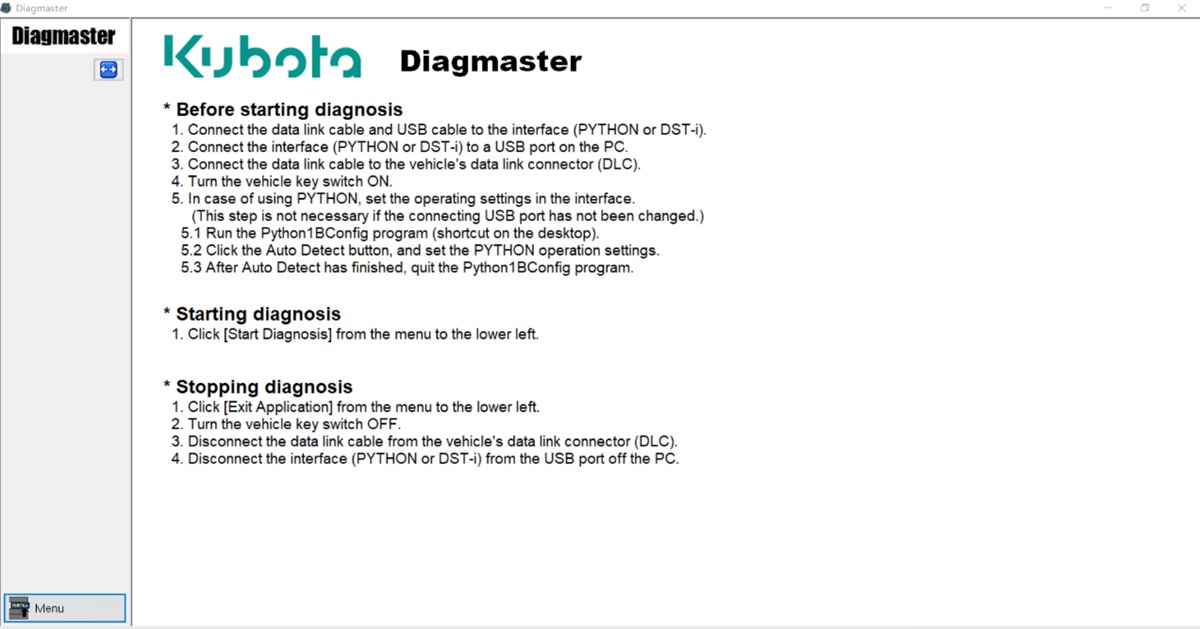 Diagmaster
Diagmaster
Kubota Diagmaster
* Before starting diagnosis
1. Connect the data link cable and USB cable to the interface (PYTHON or DST-i).
2. Connect the interface (PYTHON or DST-i) to a USB port on the PC.
3. Connect the data link cable to the vehicle's data link connector (DLC).
4. Turn the vehicle key switch ON.
5. In case of using PYTHON, set the operating settings in the interface.
(This step is not necessary if the connecting USB port has not been changed.)
5.1 Run the Python1BConfig program (shortcut on the desktop).
5.2 Click the Auto Detect button, and set the PYTHON operation settings.
5.3 After Auto Detect has finished, quit the Python1BConfig program.
* Starting diagnosis
1. Click [Start Diagnosis] from the menu to the lower left.
* Stopping diagnosis
1. Click [Exit Application] from the menu to the lower left.
2. Turn the vehicle key switch OFF.
3. Disconnect the data link cable from the vehicle's data link connector (DLC).
4. Disconnect the interface (PYTHON or DST-i) from the USB port off the PC.
Menu